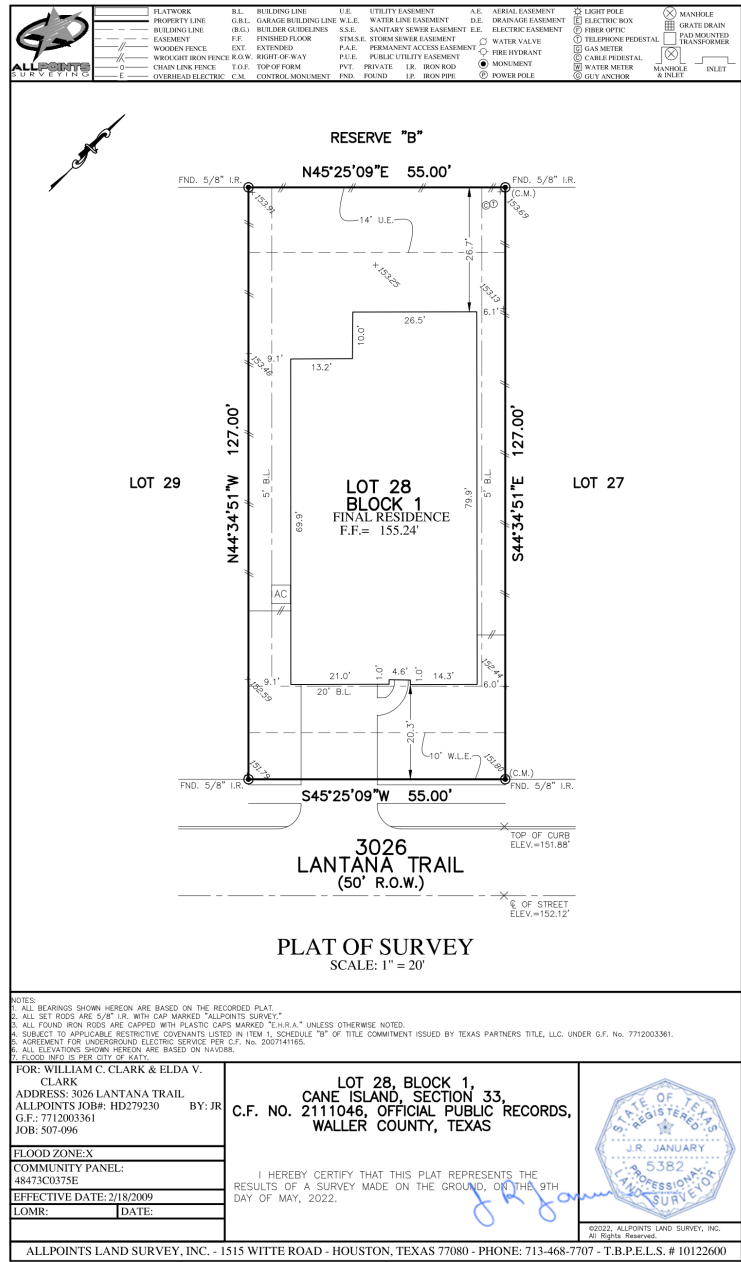 ALLPOINTS
SURVEYING
FLATWORK
PROPERTY LINE
BUILDING LINE
EASEMENT
WOODEN FENCE
WROUGHT IRON FENCE
CHAIN LINK FENCE
OVERHEAD ELECTRIC
B.L. BUILDING LINE
G.B.L. GARAGE BUILDING LINE
(B.G.) BUILDER GUIDELINES
F.F. FINISHED FLOOR
EXT. EXTENDED
R.O.W. RIGHT-OF-WAY
T.O.F. TOP OF FORM
C.M. CONTROL MONUMENT
U.E. UTILITY EASEMENT
W.L.E. WATER LINE EASEMENT
S.S.E. SANITARY SEWER EASEMENT
STM.S.E. STORM SEWER EASEMENT
P.A.E. PERMANENT ACCESS EASEMENT
P.U.E. PUBLIC UTILITY EASEMENT
PVT. PRIVATE I.R. IRON ROD
FND. FOUND I.P. IRON PIPE
A.E. AERIAL EASEMENT
D.E. DRAINAGE EASEMENT
E.E. ELECTRIC EASEMENT
WATER VALVE
FIRE HYDRANT
MONUMENT
P POWER POLE
LIGHT POLE
E ELECTRIC BOX
F FIBER OPTIC
T TELEPHONE PEDESTAL
G GAS METER
C CABLE PEDESTAL
W WATER METER
G GUY ANCHOR
MANHOLE
GRATE DRAIN
PAD MOUNTED
TRANSFORMER
MANHOLE
& INLET
INLET
RESERVE "B"
N45°25'09"E 55.00'
FND. 5/8" I.R.
FND. 5/8" I.R.
(C.M.)
153.91
153.69
C T
14' U.E.
26.7'
153.25
153.13
6.1'
26.5'
10.0'
9.1'
153.46
13.2'
N44°34'51"W 127.00'
S44°34'51"E 127.00'
LOT 29
LOT 27
5' B.L.
5' B.L.
LOT 28
BLOCK 1
FINAL RESIDENCE
F.F.= 155.24'
69.9'
79.9'
AC
9.1'
152.59
21.0'
1.0'
4.6'
1.0'
14.3'
152.44
6.0'
20' B.L.
20.3'
10' W.L.E.
151.79
151.80
(C.M.)
FND. 5/8" I.R.
FND. 5/8" I.R.
S45°25'09"W 55.00'
TOP OF CURB
ELEV.=151.88'
3026
LANTANA TRAIL
(50' R.O.W.)
℄ OF STREET
ELEV.=152.12'
PLAT OF SURVEY
SCALE: 1" = 20'
NOTES:
1. ALL BEARINGS SHOWN HEREON ARE BASED ON THE RECORDED PLAT.
2. ALL SET RODS ARE 5/8" I.R. WITH CAP MARKED "ALLPOINTS SURVEY."
3. ALL FOUND IRON RODS ARE CAPPED WITH PLASTIC CAPS MARKED "E.H.R.A." UNLESS OTHERWISE NOTED.
4. SUBJECT TO APPLICABLE RESTRICTIVE COVENANTS LISTED IN ITEM 1, SCHEDULE "B" OF TITLE COMMITMENT ISSUED BY TEXAS PARTNERS TITLE, LLC. UNDER G.F. No. 7712003361.
5. AGREEMENT FOR UNDERGROUND ELECTRIC SERVICE PER C.F. No. 2007141165.
6. ALL ELEVATIONS SHOWN HEREON ARE BASED ON NAVD88.
7. FLOOD INFO IS PER CITY OF KATY.
FOR: WILLIAM C. CLARK & ELDA V.
CLARK
ADDRESS: 3026 LANTANA TRAIL
ALLPOINTS JOB#: HD279230 BY: JR
G.F.: 7712003361
JOB: 507-096
FLOOD ZONE:X
COMMUNITY PANEL:
48473C0375E
EFFECTIVE DATE: 2/18/2009
LOMR: DATE:
LOT 28, BLOCK 1,
CANE ISLAND, SECTION 33,
C.F. NO. 2111046, OFFICIAL PUBLIC RECORDS,
WALLER COUNTY, TEXAS
I HEREBY CERTIFY THAT THIS PLAT REPRESENTS THE
RESULTS OF A SURVEY MADE ON THE GROUND, ON THE 9TH
DAY OF MAY, 2022.
STATE OF TEXAS
REGISTERED
J.R. JANUARY
5382
PROFESSIONAL
LAND SURVEYOR
©2022, ALLPOINTS LAND SURVEY, INC.
All Rights Reserved.
ALLPOINTS LAND SURVEY, INC. - 1515 WITTE ROAD - HOUSTON, TEXAS 77080 - PHONE: 713-468-7707 - T.B.P.E.L.S. # 10122600